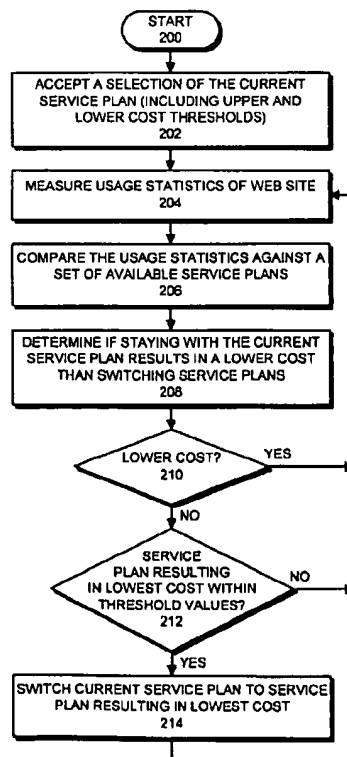 START
200
ACCEPT A SELECTION OF THE CURRENT
SERVICE PLAN (INCLUDING UPPER AND
LOWER COST THRESHOLDS)
202
MEASURE USAGE STATISTICS OF WEB SITE
204
COMPARE THE USAGE STATISTICS AGAINST A
SET OF AVAILABLE SERVICE PLANS
206
DETERMINE IF STAYING WITH THE CURRENT
SERVICE PLAN RESULTS IN A LOWER COST
THAN SWITCHING SERVICE PLANS
208
LOWER COST?
210
YES
NO
SERVICE
PLAN RESULTING
IN LOWEST COST WITHIN
THRESHOLD VALUES?
212
NO
YES
SWITCH CURRENT SERVICE PLAN TO SERVICE
PLAN RESULTING IN LOWEST COST
214